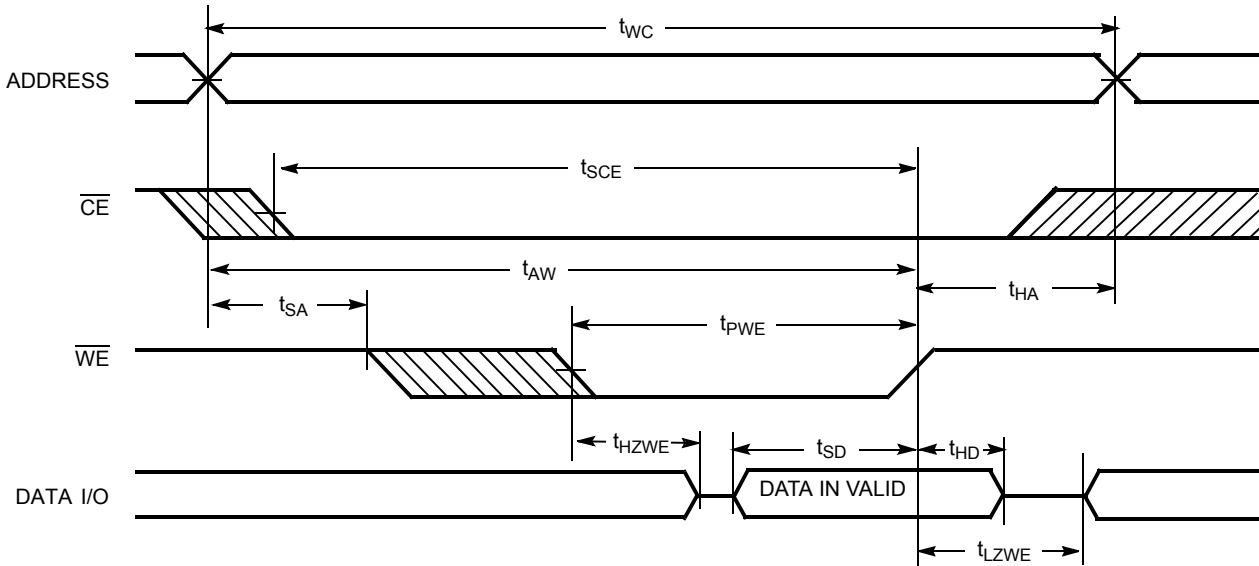 tWC
ADDRESS
tSCE
CE
tAW
tSA
tHA
tPWE
WE
tHZWE
tSD
tHD
DATA I/O
DATA IN VALID
tLZWE